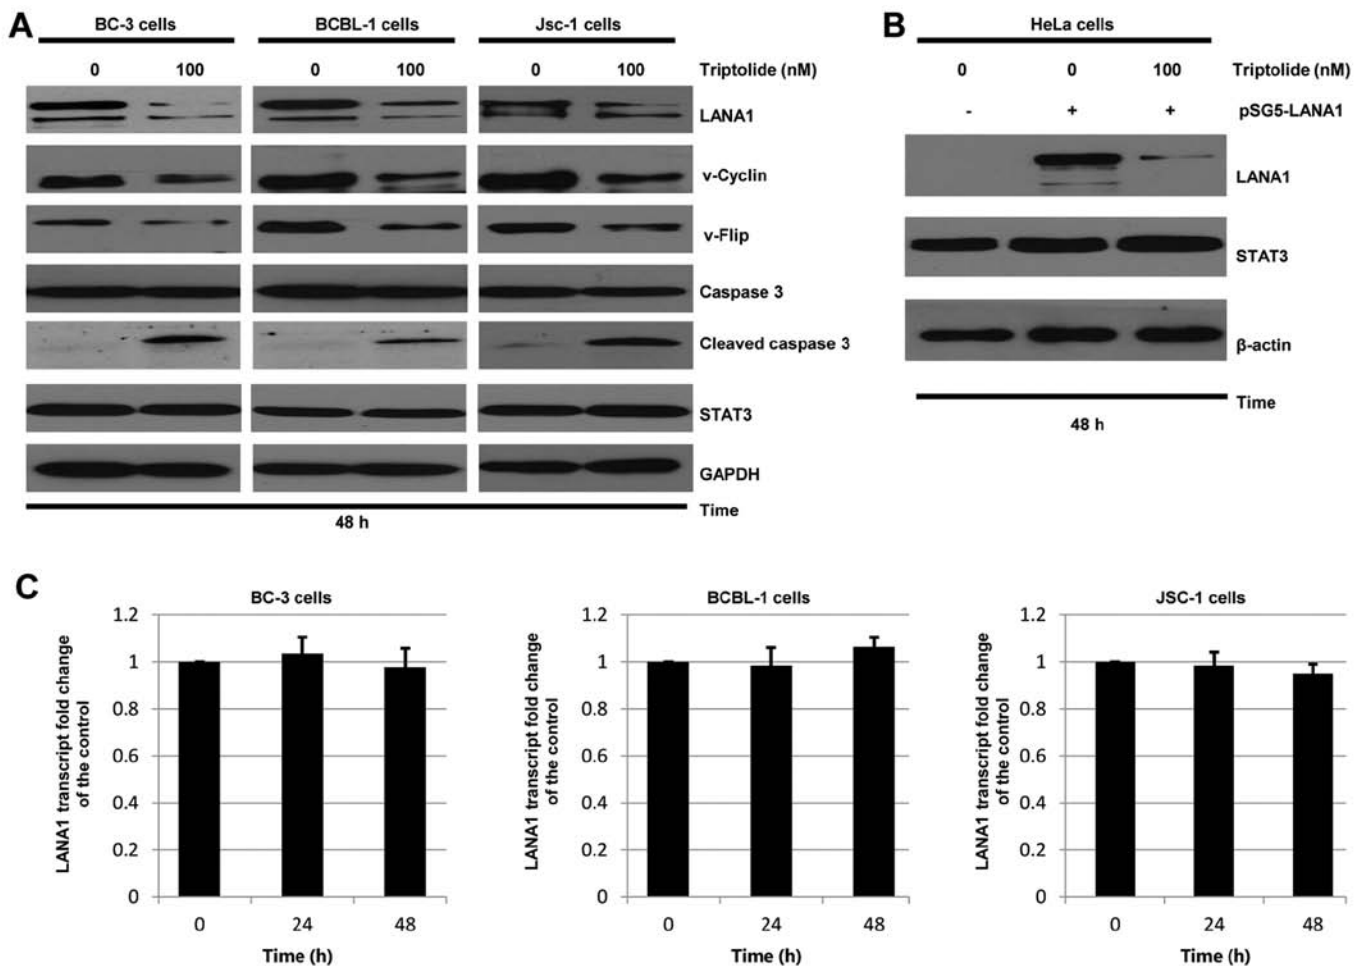 A
BC-3 cells
BCBL-1 cells
Jsc-1 cells
0 100 0 100 0 100 Triptolide (nM)
LANA1
v-Cyclin
v-Flip
Caspase 3
Cleaved caspase 3
STAT3
GAPDH
Time
48 h
B
HeLa cells
0 0 100 Triptolide (nM)
- + + pSG5-LANA1
LANA1
STAT3
β-actin
Time
48 h
C
BC-3 cells
LANA1 transcript fold change
of the control
1.2
1
0.8
0.6
0.4
0.2
0
0 24 48
Time (h)
BCBL-1 cells
LANA1 transcript fold change
of the control
1.2
1
0.8
0.6
0.4
0.2
0
0 24 48
Time (h)
JSC-1 cells
LANA1 transcript fold change
of the control
1.2
1
0.8
0.6
0.4
0.2
0
0 24 48
Time (h)